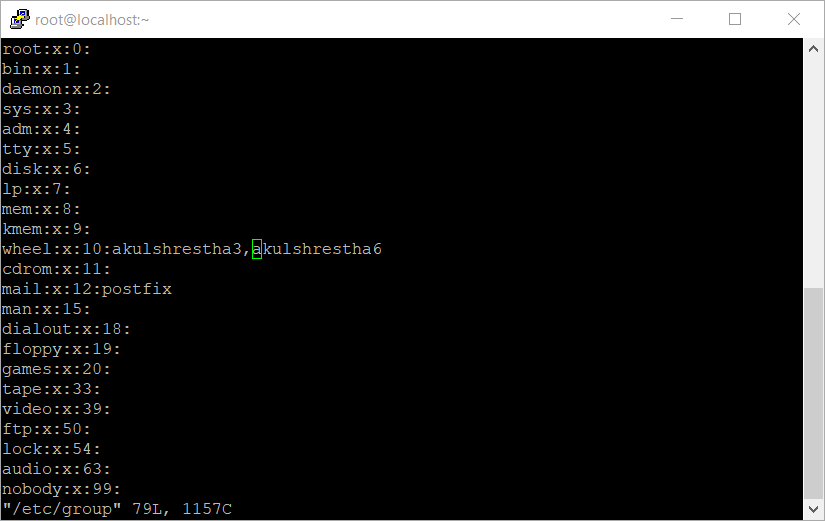 root@localhost:~
root:x:0:
bin:x:1:
daemon:x:2:
sys:x:3:
adm:x:4:
tty:x:5:
disk:x:6:
lp:x:7:
mem:x:8:
kmem:x:9:
wheel:x:10:akulshrestha3,akulshrestha6
cdrom:x:11:
mail:x:12:postfix
man:x:15:
dialout:x:18:
floppy:x:19:
games:x:20:
tape:x:33:
video:x:39:
ftp:x:50:
lock:x:54:
audio:x:63:
nobody:x:99:
"/etc/group" 79L, 1157C